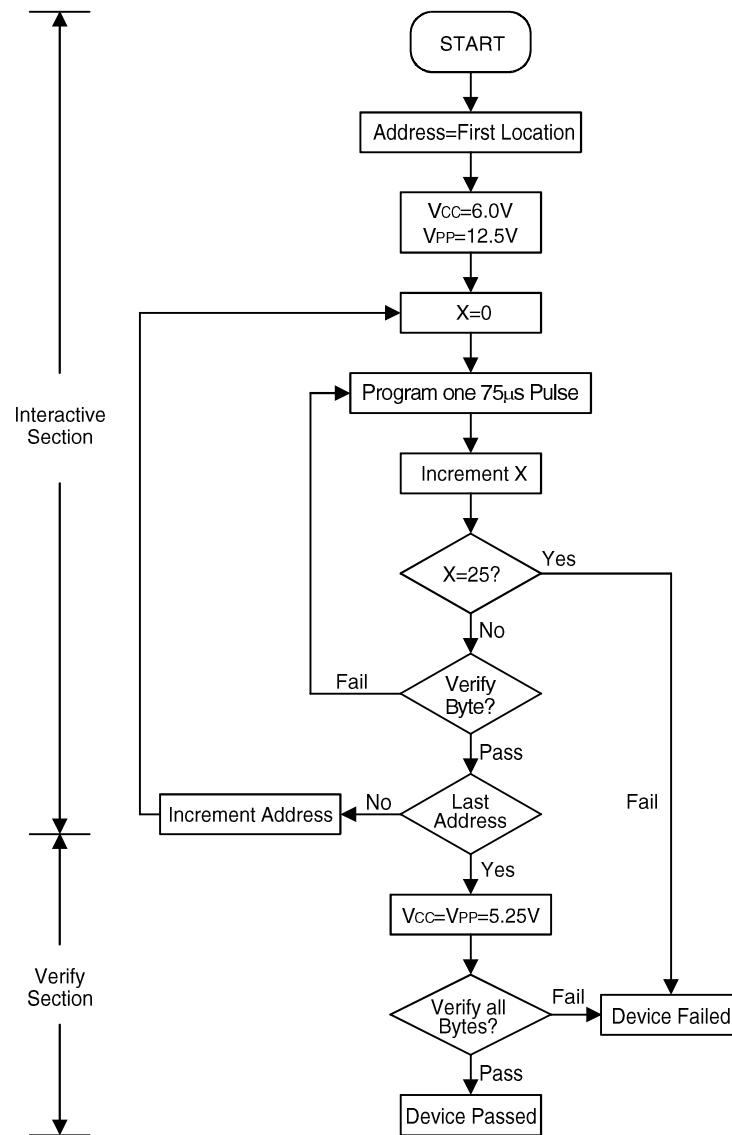 START
Address=First Location
VCC=6.0V
VPP=12.5V
X=0
Program one 75μs Pulse
Interactive
Section
Increment X
X=25?
Yes
No
Verify
Byte?
Fail
Pass
Last
Address
No
Increment Address
Fail
Yes
VCC=VPP=5.25V
Verify
Section
Verify all
Bytes?
Fail
Device Failed
Pass
Device Passed